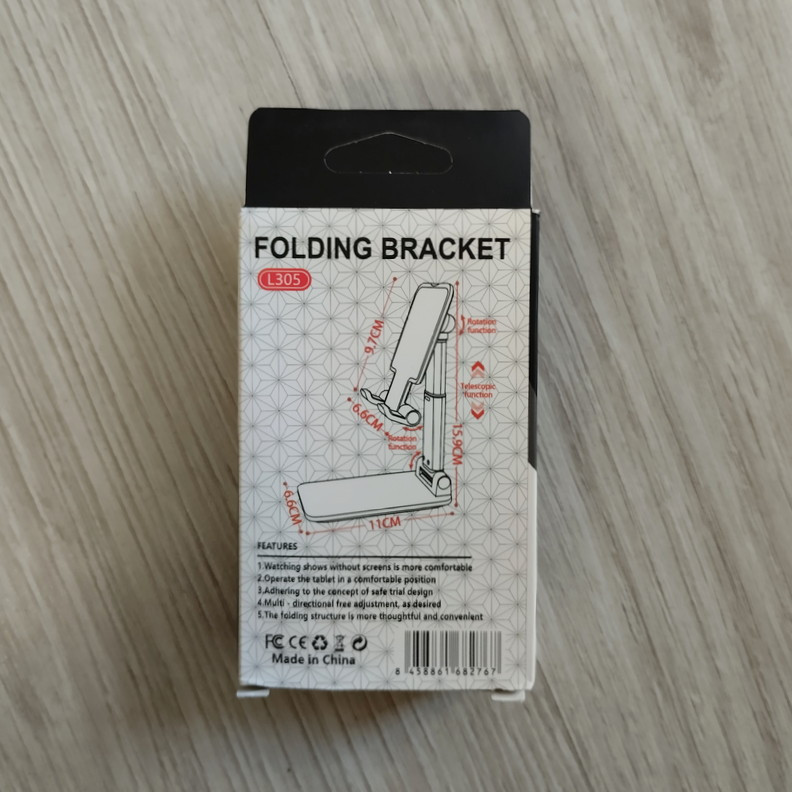 FOLDING BRACKET
L305
9.7CM
Rotation
function
Telescopic
function
6.6CM
Rotation
function
15.9CM
6.6CM
11CM
FEATURES
1.Watching shows without screens is more comfortable
2.Operate the tablet in a comfortable position
3.Adhering to the concept of safe trial design
4.Multi - directional free adjustment, as desired
5.The folding structure is more thoughtful and convenient
FC CE
Made in China
8 458861 682767